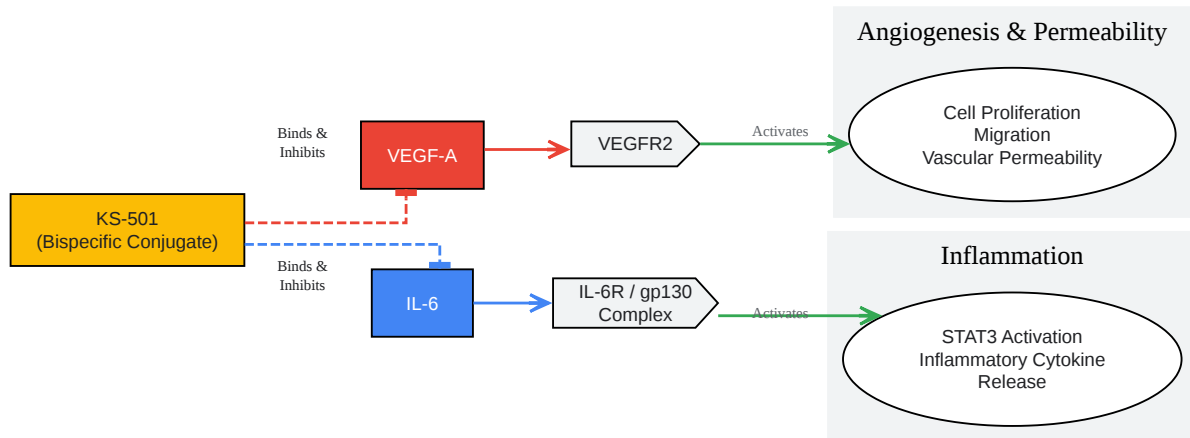 Angiogenesis & Permeability
Cell Proliferation
Migration
Vascular Permeability
Binds &
Inhibits
VEGF-A
VEGFR2
Activates
KS-501
(Bispecific Conjugate)
Binds &
Inhibits
IL-6
IL-6R / gp130
Complex
Activates
Inflammation
STAT3 Activation
Inflammatory Cytokine
Release